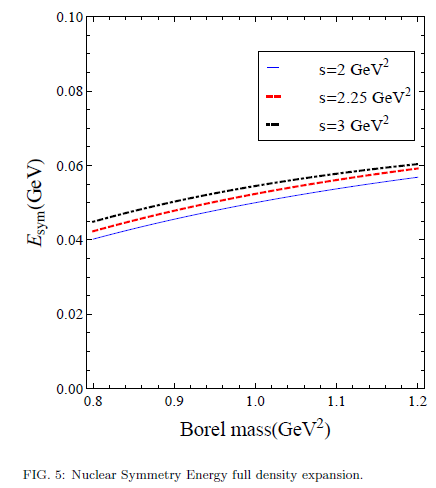 0.10
0.08
0.06
0.04
0.02
0.00
E_sym(GeV)
s=2 GeV²
s=2.25 GeV²
s=3 GeV²
0.8 0.9 1.0 1.1 1.2
Borel mass(GeV²)
FIG. 5: Nuclear Symmetry Energy full density expansion.